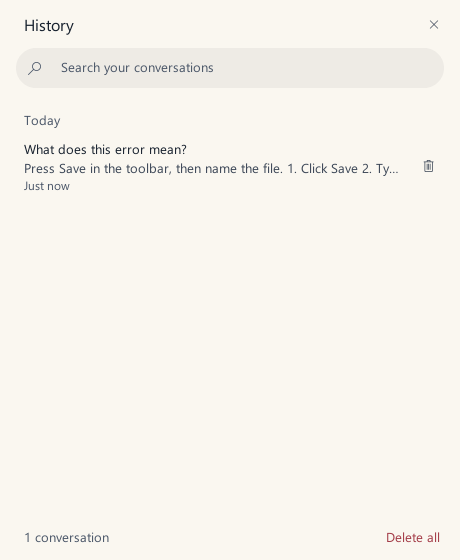 History
Search your conversations
Today
What does this error mean?
Press Save in the toolbar, then name the file. 1. Click Save 2. Ty...
Just now
1 conversation
Delete all